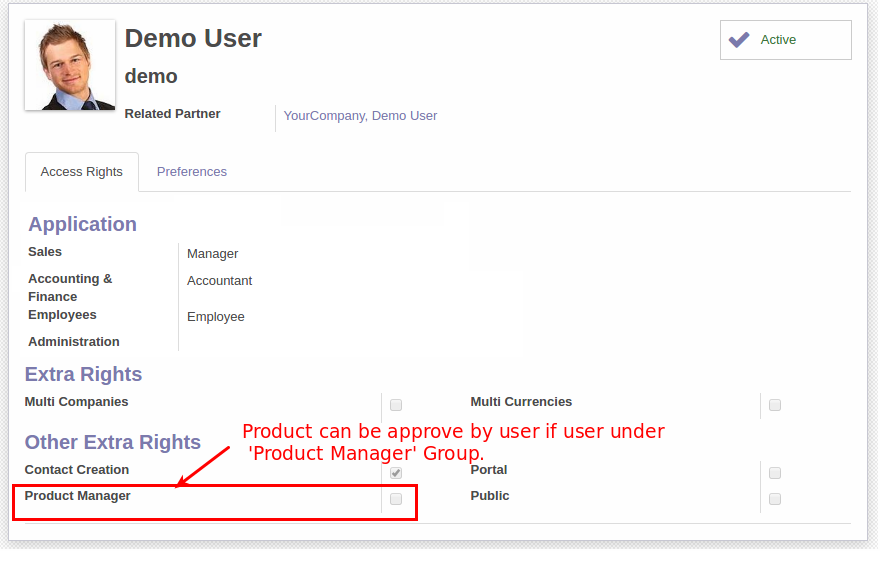 Demo User
Active
demo
Related Partner YourCompany, Demo User
Access Rights Preferences
Application
Sales Manager
Accounting & Accountant
Finance
Employees Employee
Administration
Extra Rights
Multi Companies Multi Currencies
Product can be approve by user if user under
'Product Manager' Group.
Other Extra Rights
Contact Creation Portal
Product Manager Public